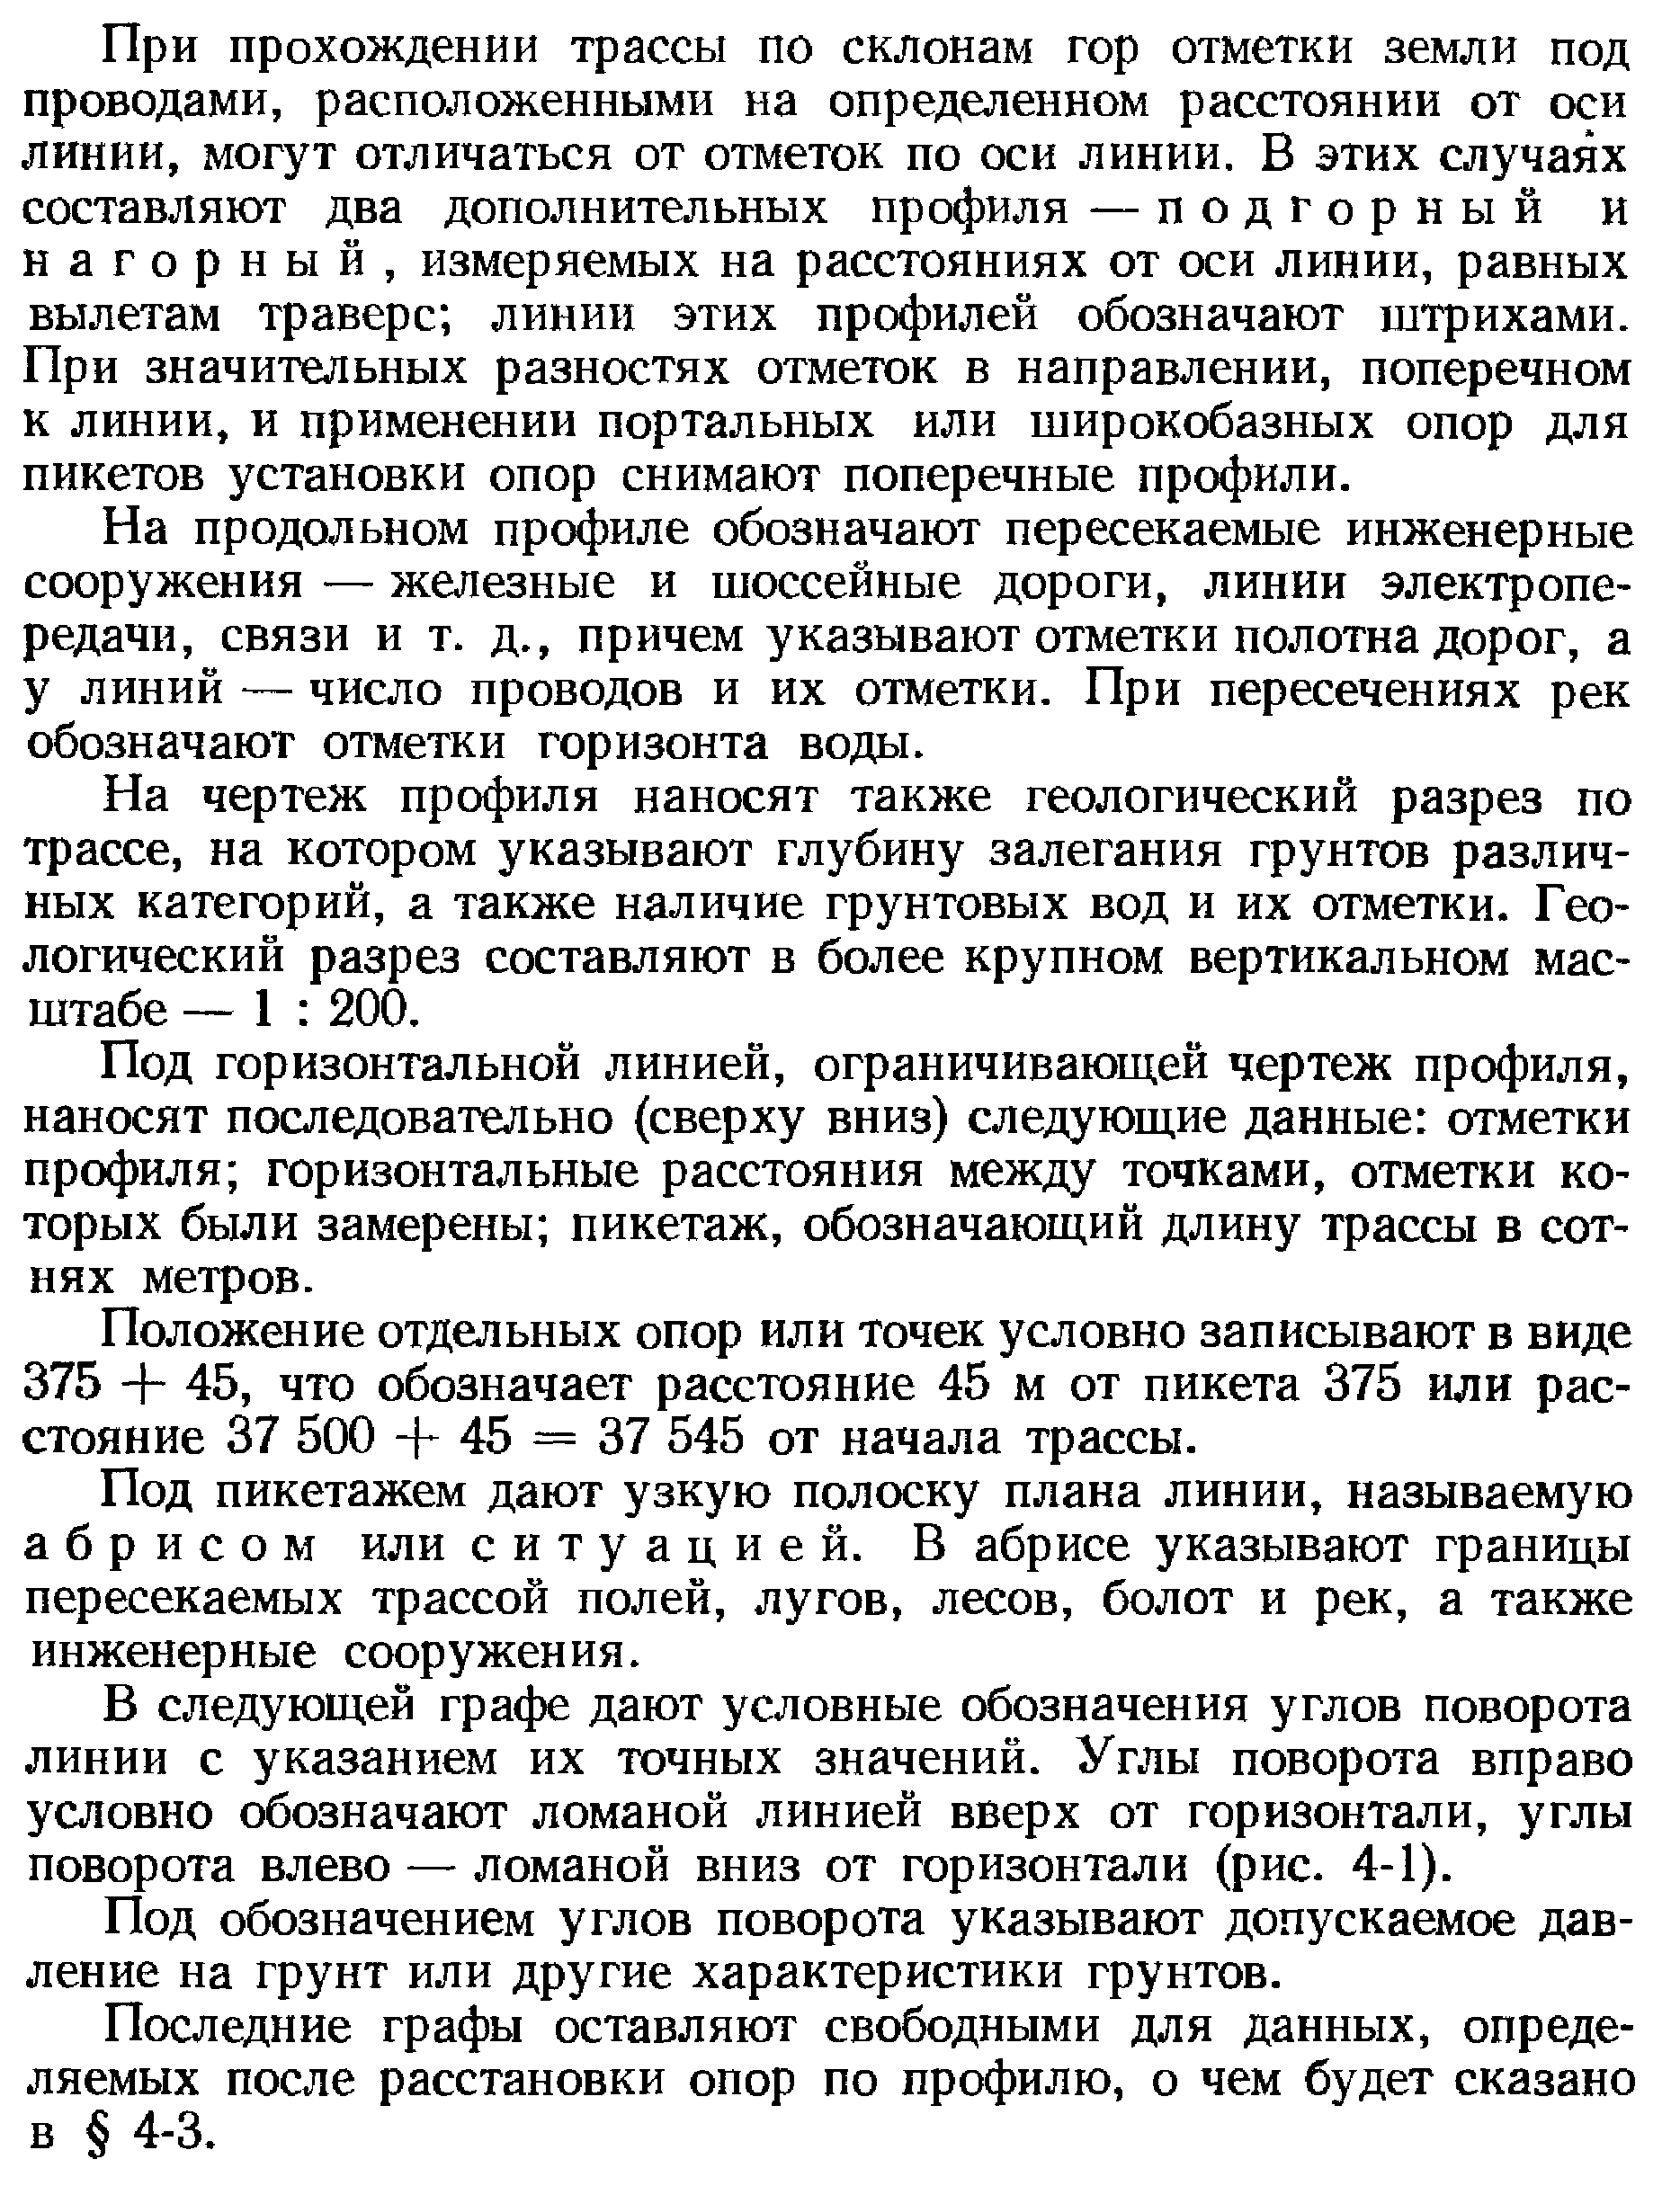 При прохождении трассы по склонам гор отметки земли под
проводами, расположенными на определенном расстоянии от оси
линии, могут отличаться от отметок по оси линии. В этих случаях
составляют два дополнительных профиля — подгорный и
нагорный, измеряемых на расстояниях от оси линии, равных
вылетам траверс; линии этих профилей обозначают штрихами.
При значительных разностях отметок в направлении, поперечном
к линии, и применении портальных или широкобазных опор для
пикетов установки опор снимают поперечные профили.
На продольном профиле обозначают пересекаемые инженерные
сооружения — железные и шоссейные дороги, линии электропе-
редачи, связи и т. д., причем указывают отметки полотна дорог, а
у линий — число проводов и их отметки. При пересечениях рек
обозначают отметки горизонта воды.
На чертеж профиля наносят также геологический разрез по
трассе, на котором указывают глубину залегания грунтов различ-
ных категорий, а также наличие грунтовых вод и их отметки. Гео-
логический разрез составляют в более крупном вертикальном мас-
штабе — 1 : 200.
Под горизонтальной линией, ограничивающей чертеж профиля,
наносят последовательно (сверху вниз) следующие данные: отметки
профиля; горизонтальные расстояния между точками, отметки ко-
торых были замерены; пикетаж, обозначающий длину трассы в сот-
нях метров.
Положение отдельных опор или точек условно записывают в виде
375 + 45, что обозначает расстояние 45 м от пикета 375 или рас-
стояние 37 500 + 45 = 37 545 от начала трассы.
Под пикетажем дают узкую полоску плана линии, называемую
абрисом или ситуацией. В абрисе указывают границы
пересекаемых трассой полей, лугов, лесов, болот и рек, а также
инженерные сооружения.
В следующей графе дают условные обозначения углов поворота
линии с указанием их точных значений. Углы поворота вправо
условно обозначают ломаной линией вверх от горизонтали, углы
поворота влево — ломаной вниз от горизонтали (рис. 4-1).
Под обозначением углов поворота указывают допускаемое дав-
ление на грунт или другие характеристики грунтов.
Последние графы оставляют свободными для данных, опреде-
ляемых после расстановки опор по профилю, о чем будет сказано
в § 4-3.